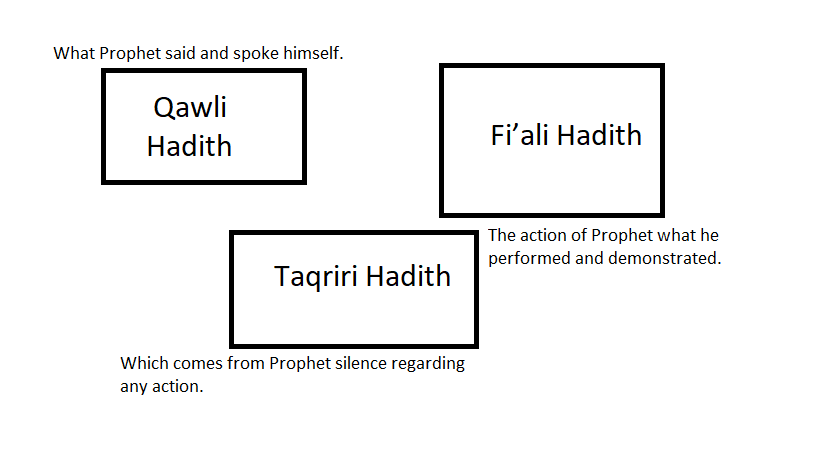 What Prophet said and spoke himself.
Qawli
Hadith
Fi’ali Hadith
The action of Prophet what he
performed and demonstrated.
Taqriri Hadith
Which comes from Prophet silence regarding
any action.